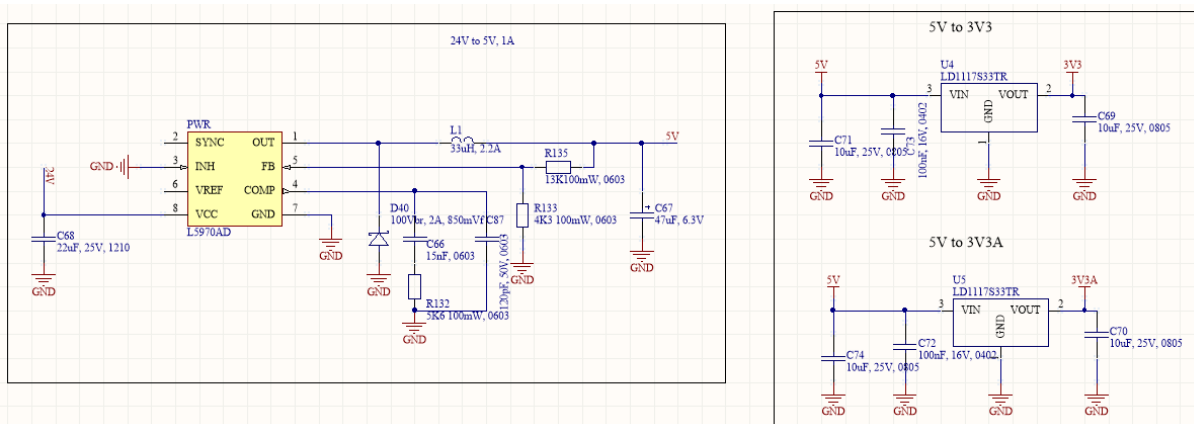 24V to 5V, 1A
PWR
2 SYNC OUT 1
GND 3 INH FB 5
6 VREF COMP 4
8 VCC GND 7
L5970AD
24V
C68
22uF, 25V, 1210
GND
GND
L1
33uH, 2.2A
5V
R135
13K100mW, 0603
R133
4K3 100mW, 0603
GND
D40
100Vbr, 2A, 850mVf
GND
C87
120pF, 50V, 0603
C66
15nF, 0603
R132
5K6 100mW, 0603
GND
C67
47uF, 6.3V
GND
5V to 3V3
5V
U4
LD1117S33TR
3 VIN VOUT 2
GND
1
3V3
C71
10uF, 25V, 0805
C73
100nF, 16V, 0402
C69
10uF, 25V, 0805
GND
GND
GND
GND
5V to 3V3A
5V
U5
LD1117S33TR
3 VIN VOUT 2
GND
1
3V3A
C74
10uF, 25V, 0805
C72
100nF, 16V, 0402
C70
10uF, 25V, 0805
GND
GND
GND
GND